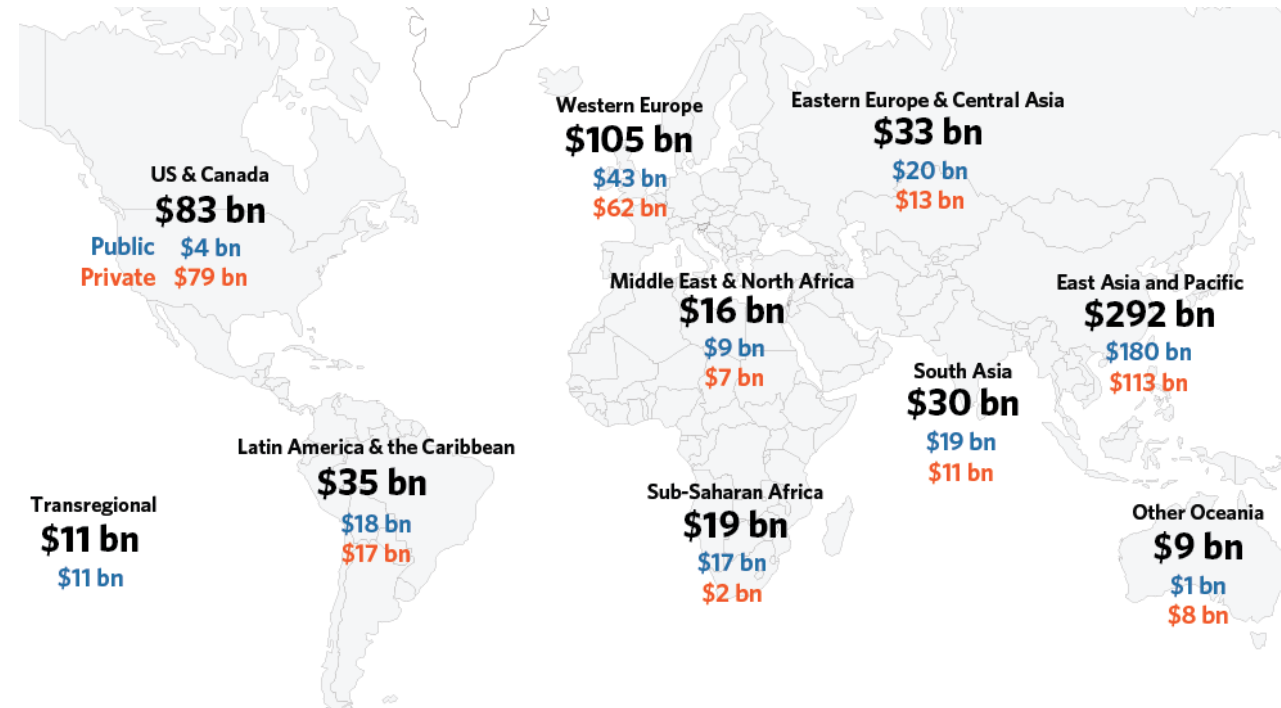 US & Canada
$83 bn
Public $4 bn
Private $79 bn
Western Europe
$105 bn
$43 bn
$62 bn
Eastern Europe & Central Asia
$33 bn
$20 bn
$13 bn
Middle East & North Africa
$16 bn
$9 bn
$7 bn
East Asia and Pacific
$292 bn
$180 bn
$113 bn
South Asia
$30 bn
$19 bn
$11 bn
Latin America & the Caribbean
$35 bn
$18 bn
$17 bn
Transregional
$11 bn
$11 bn
Sub-Saharan Africa
$19 bn
$17 bn
$2 bn
Other Oceania
$9 bn
$1 bn
$8 bn